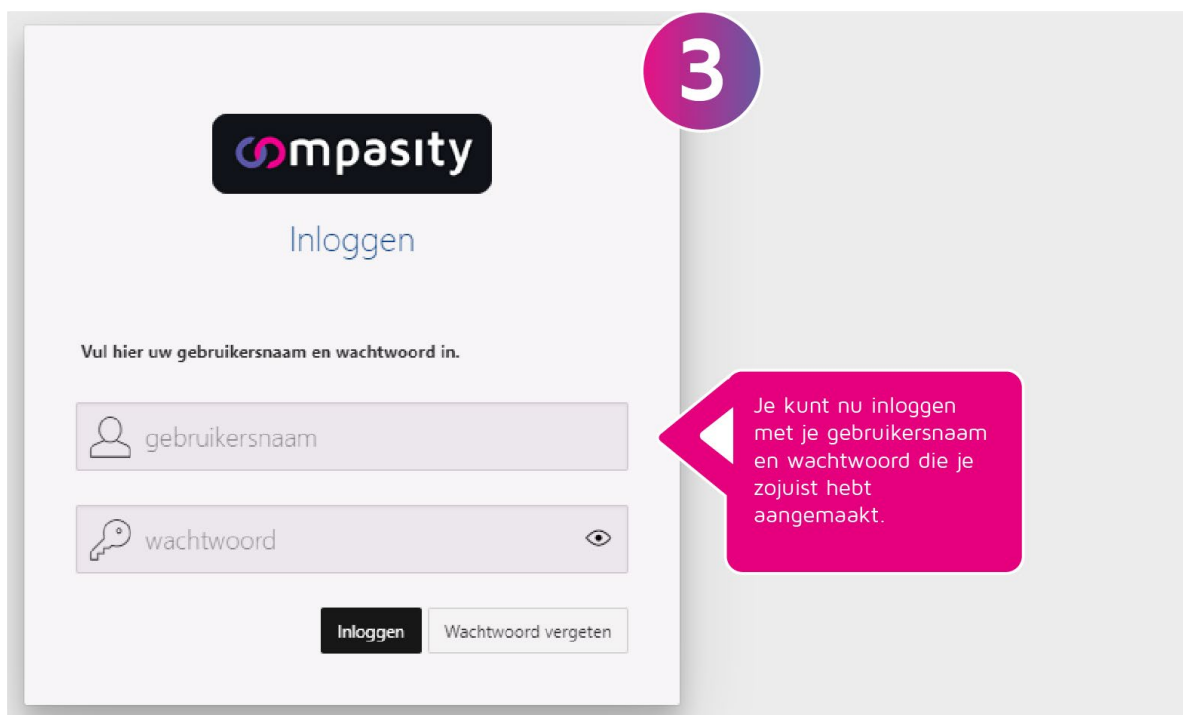 3
compasity
Inloggen
Vul hier uw gebruikersnaam en wachtwoord in.
gebruikersnaam
wachtwoord
Inloggen
Wachtwoord vergeten
Je kunt nu inloggen
met je gebruikersnaam
en wachtwoord die je
zojuist hebt
aangemaakt.